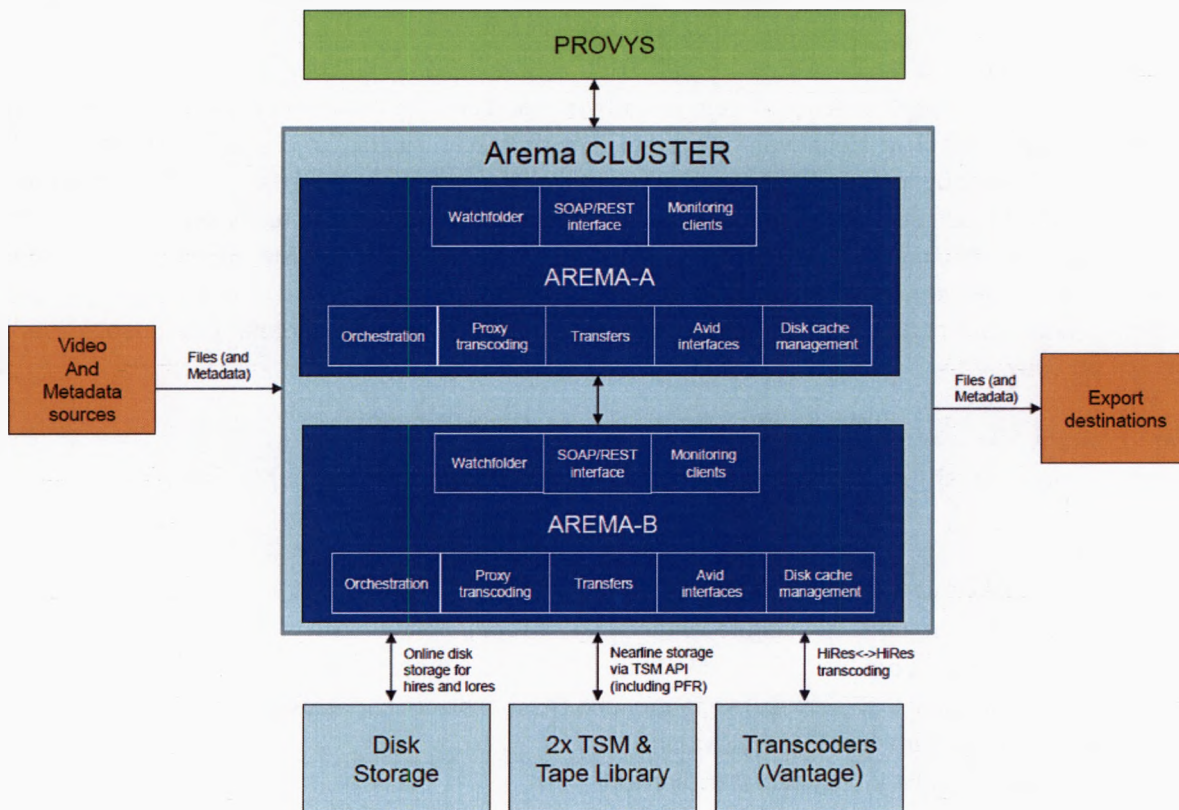 PROVYS
Arema CLUSTER
Watchfolder
SOAP/REST
interface
Monitoring
clients
AREMA-A
Orchestration
Proxy
transcoding
Transfers
Avid
interfaces
Disk cache
management
Video
And
Metadata
sources
Files (and
Metadata)
Files (and
Metadata)
Export
destinations
Watchfolder
SOAP/REST
interface
Monitoring
clients
AREMA-B
Orchestration
Proxy
transcoding
Transfers
Avid
interfaces
Disk cache
management
Online disk
storage for
hires and lores
Nearline storage
via TSM API
(including PFR)
HiRes<->HiRes
transcoding
Disk
Storage
2x TSM &
Tape Library
Transcoders
(Vantage)